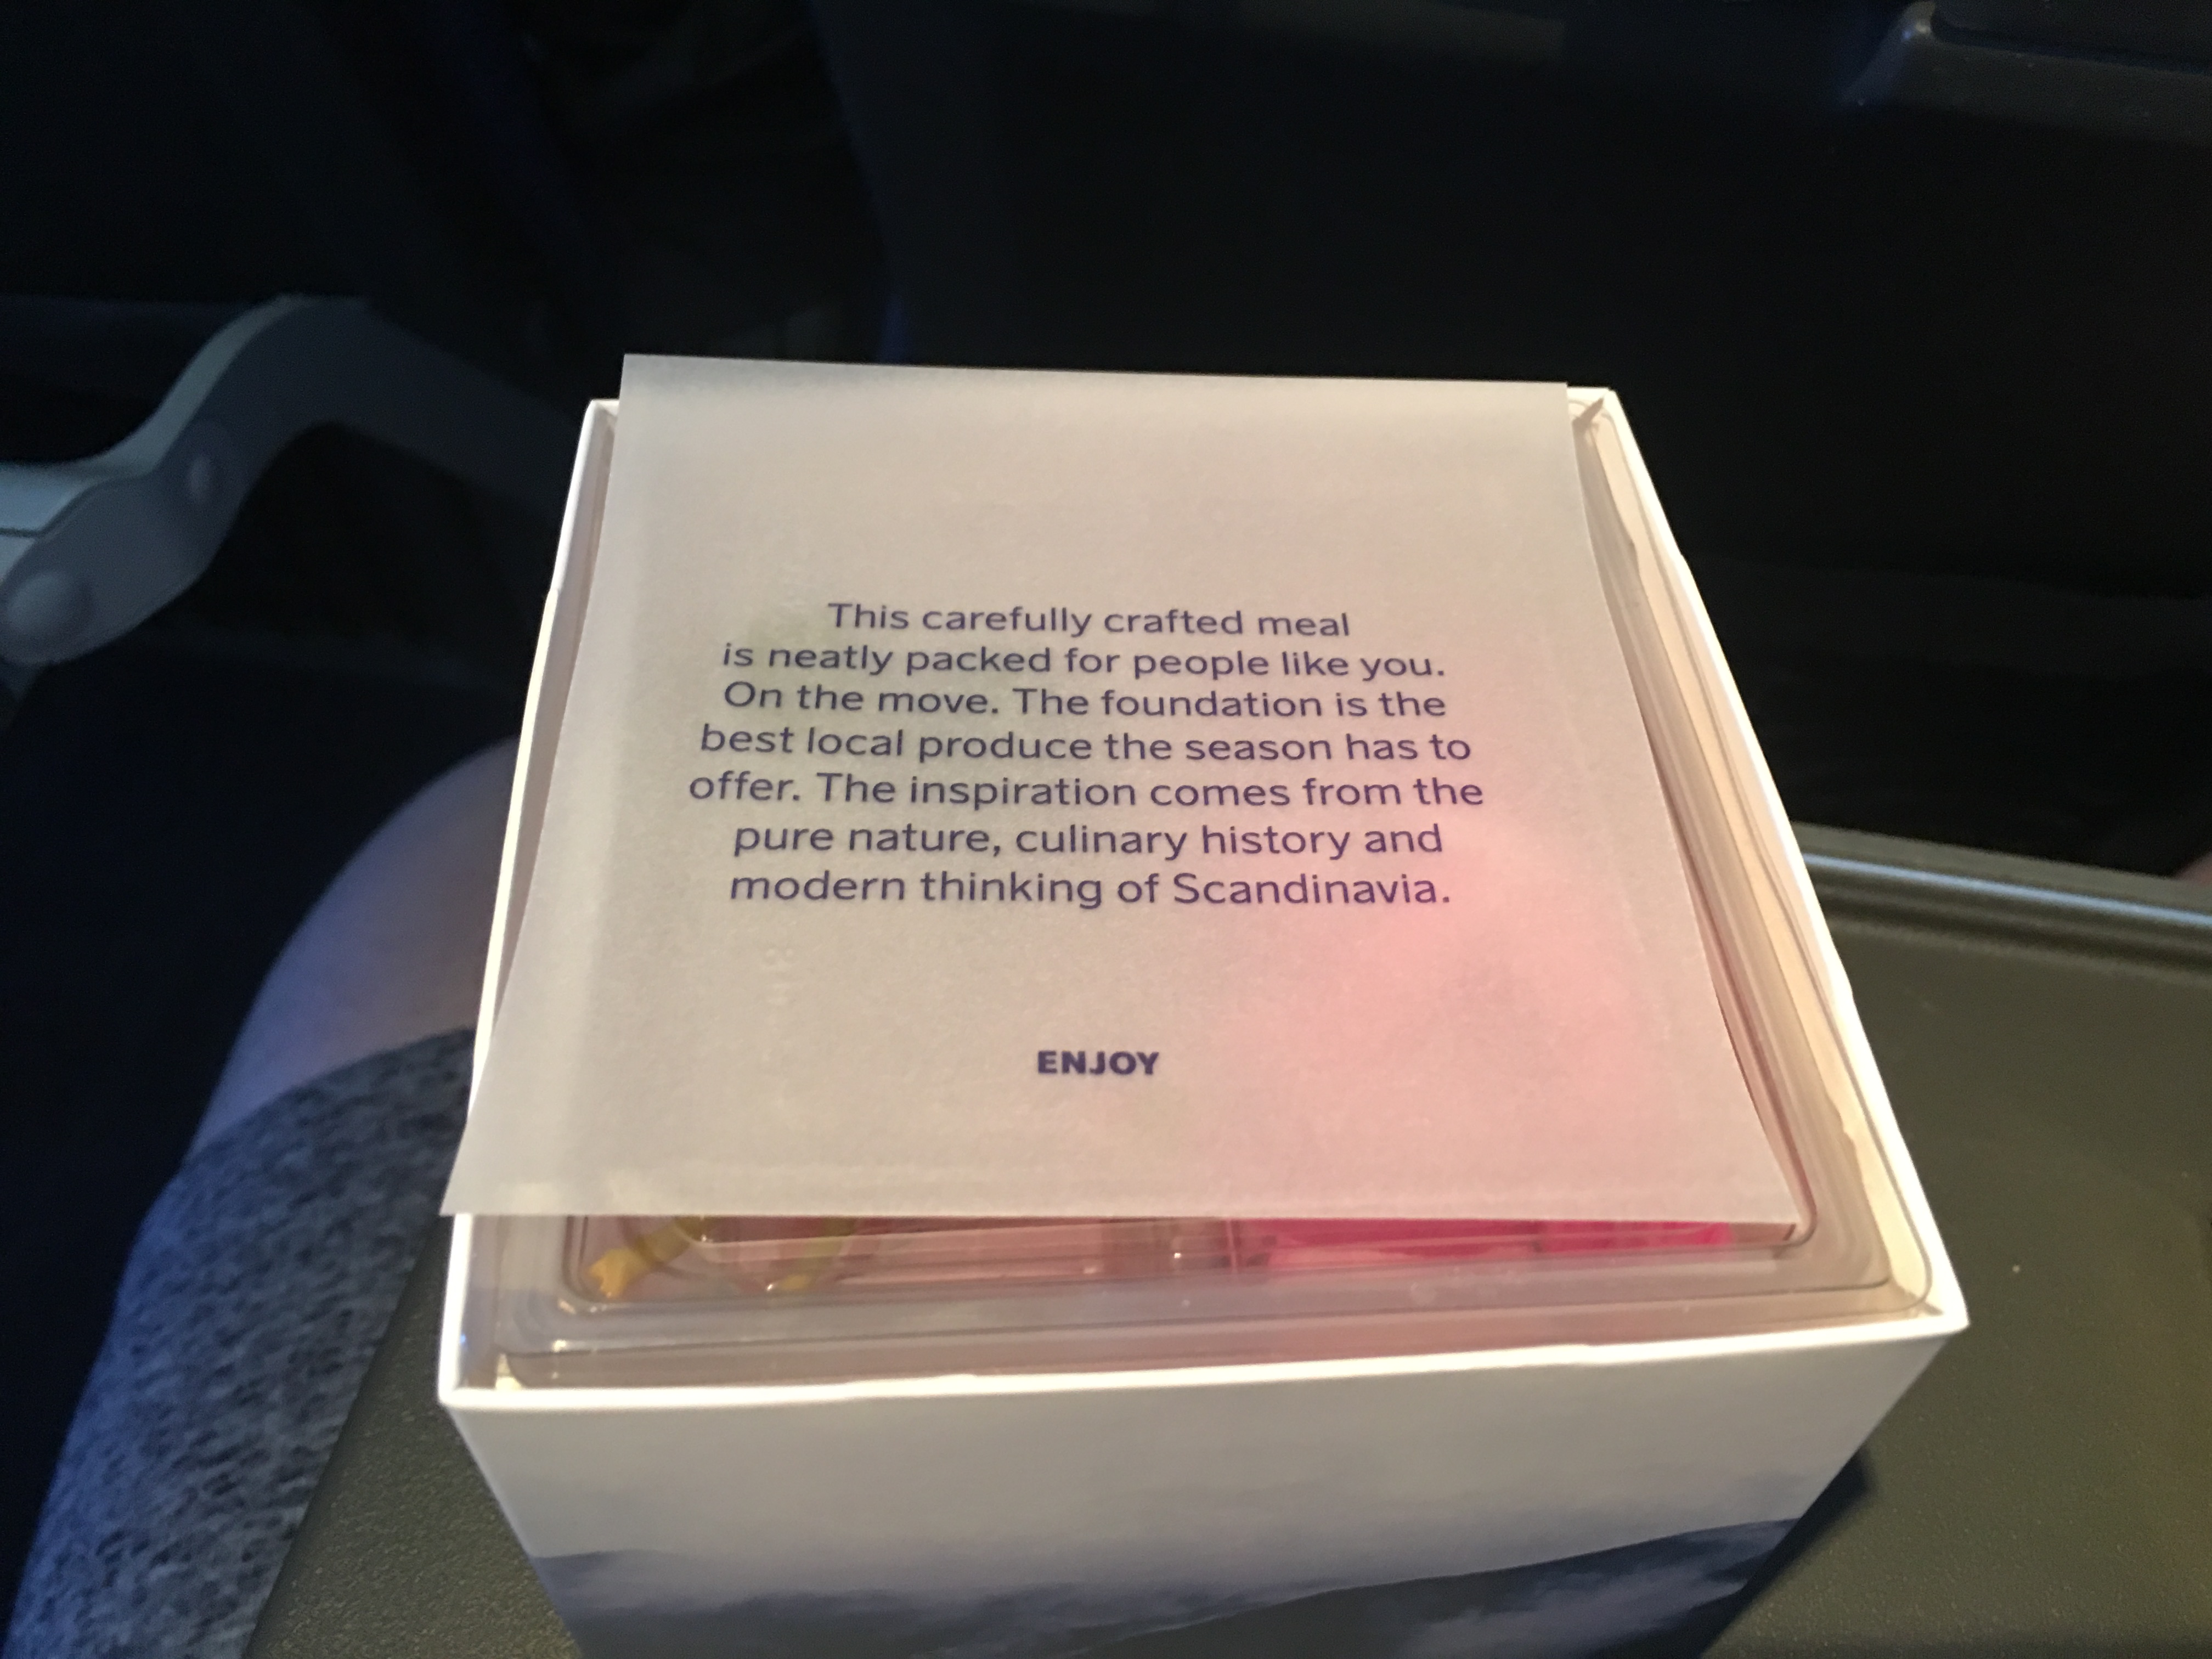 This carefully crafted meal
is neatly packed for people like you.
On the move. The foundation is the
best local produce the season has to
offer. The inspiration comes from the
pure nature, culinary history and
modern thinking of Scandinavia.
ENJOY